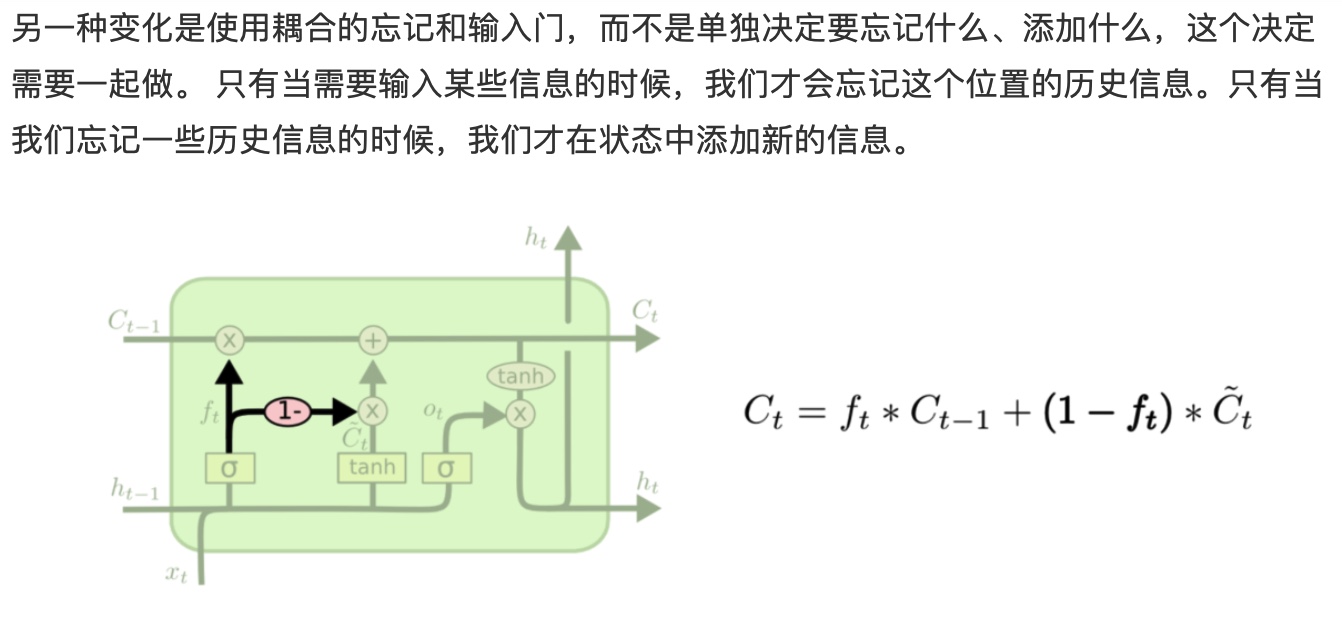 另一种变化是使用耦合的忘记和输入门，而不是单独决定要忘记什么、添加什么，这个决定
需要一起做。 只有当需要输入某些信息的时候，我们才会忘记这个位置的历史信息。只有当
我们忘记一些历史信息的时候，我们才在状态中添加新的信息。
h_t
C_{t-1}
C_t
x
+
tanh
f_t
1-
x
o_t
x
C̃_t
σ
tanh
σ
h_{t-1}
h_t
x_t
C_t = f_t * C_{t-1} + (1 − f_t) * C̃_t